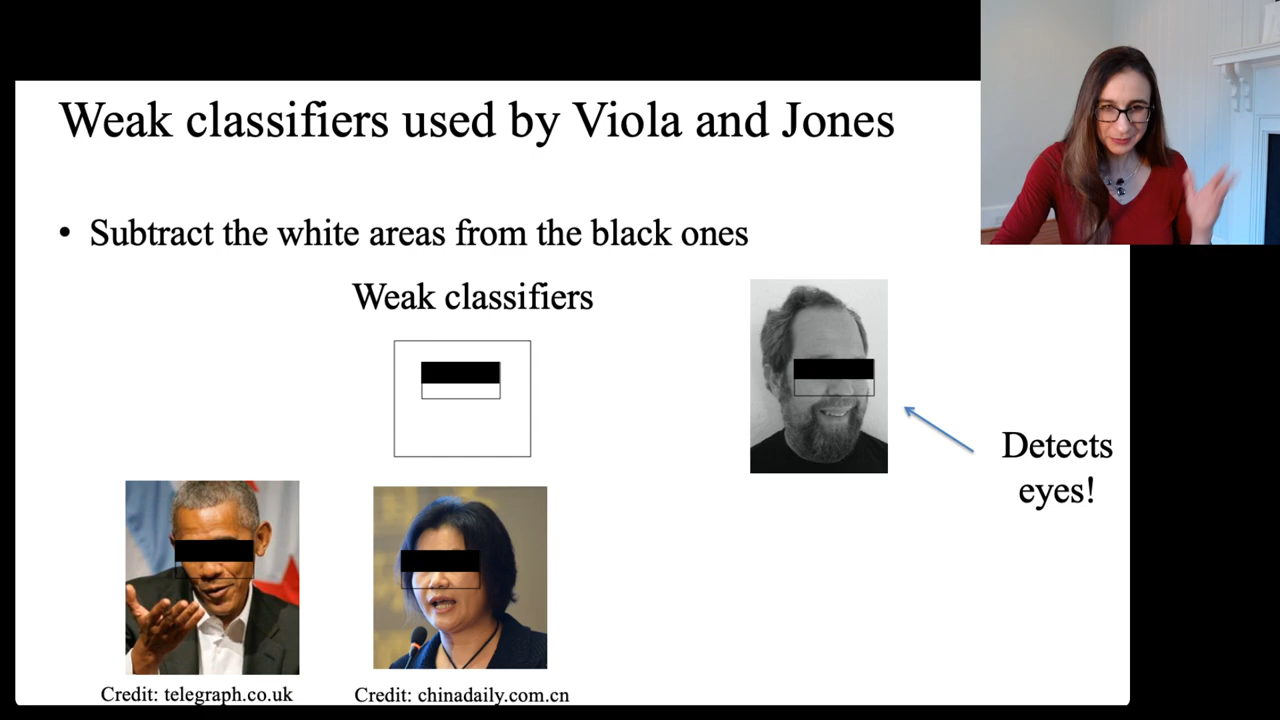 Weak classifiers used by Viola and Jones
• Subtract the white areas from the black ones
Weak classifiers
Detects
eyes!
Credit: telegraph.co.uk
Credit: chinadaily.com.cn